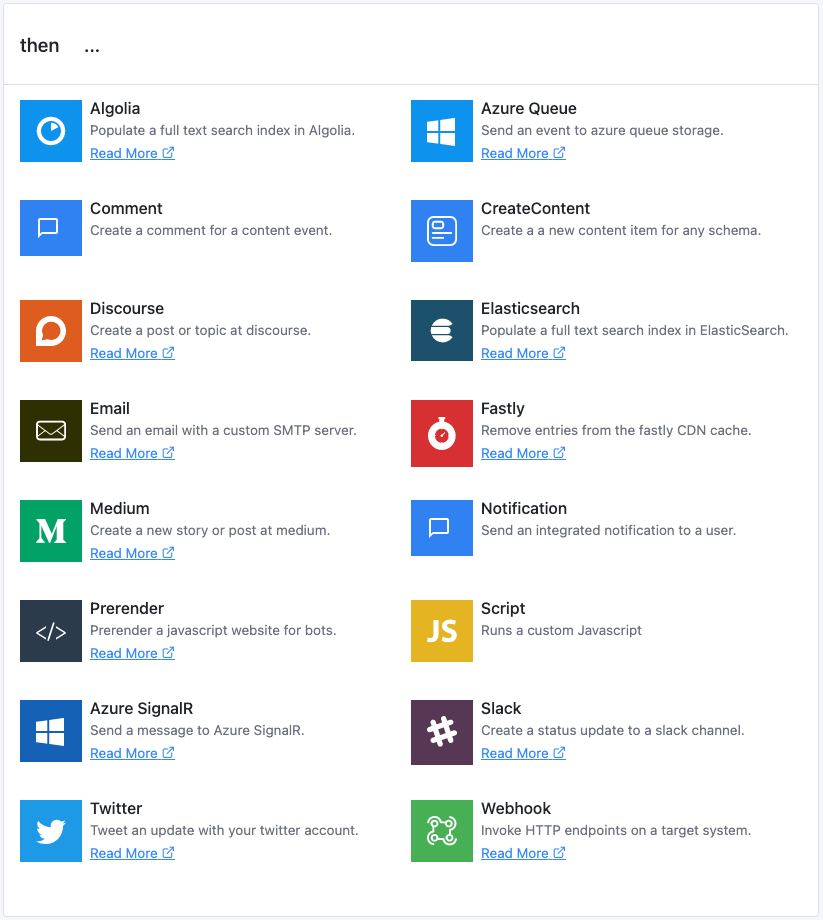 then ...
Algolia
Populate a full text search index in Algolia.
Read More
Azure Queue
Send an event to azure queue storage.
Read More
Comment
Create a comment for a content event.
CreateContent
Create a a new content item for any schema.
Discourse
Create a post or topic at discourse.
Read More
Elasticsearch
Populate a full text search index in ElasticSearch.
Read More
Email
Send an email with a custom SMTP server.
Read More
Fastly
Remove entries from the fastly CDN cache.
Read More
M
Medium
Create a new story or post at medium.
Read More
Notification
Send an integrated notification to a user.
</>
Prerender
Prerender a javascript website for bots.
Read More
JS
Script
Runs a custom Javascript
Azure SignalR
Send a message to Azure SignalR.
Read More
Slack
Create a status update to a slack channel.
Read More
Twitter
Tweet an update with your twitter account.
Read More
Webhook
Invoke HTTP endpoints on a target system.
Read More